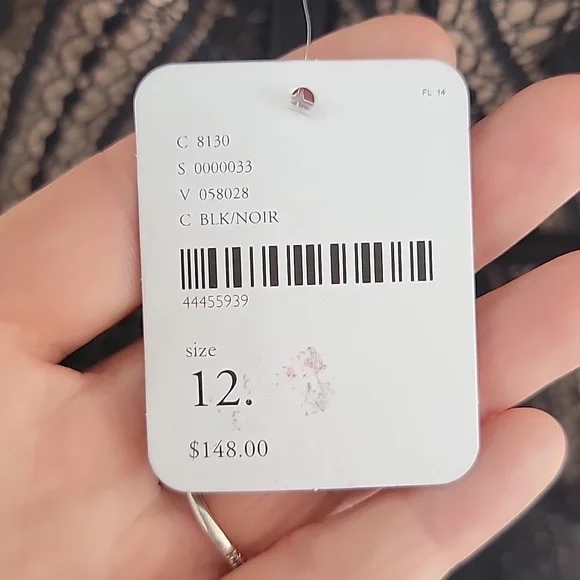 FL 14
C 8130
S 0000033
V 058028
C BLK/NOIR
44455939
size
12.
$148.00